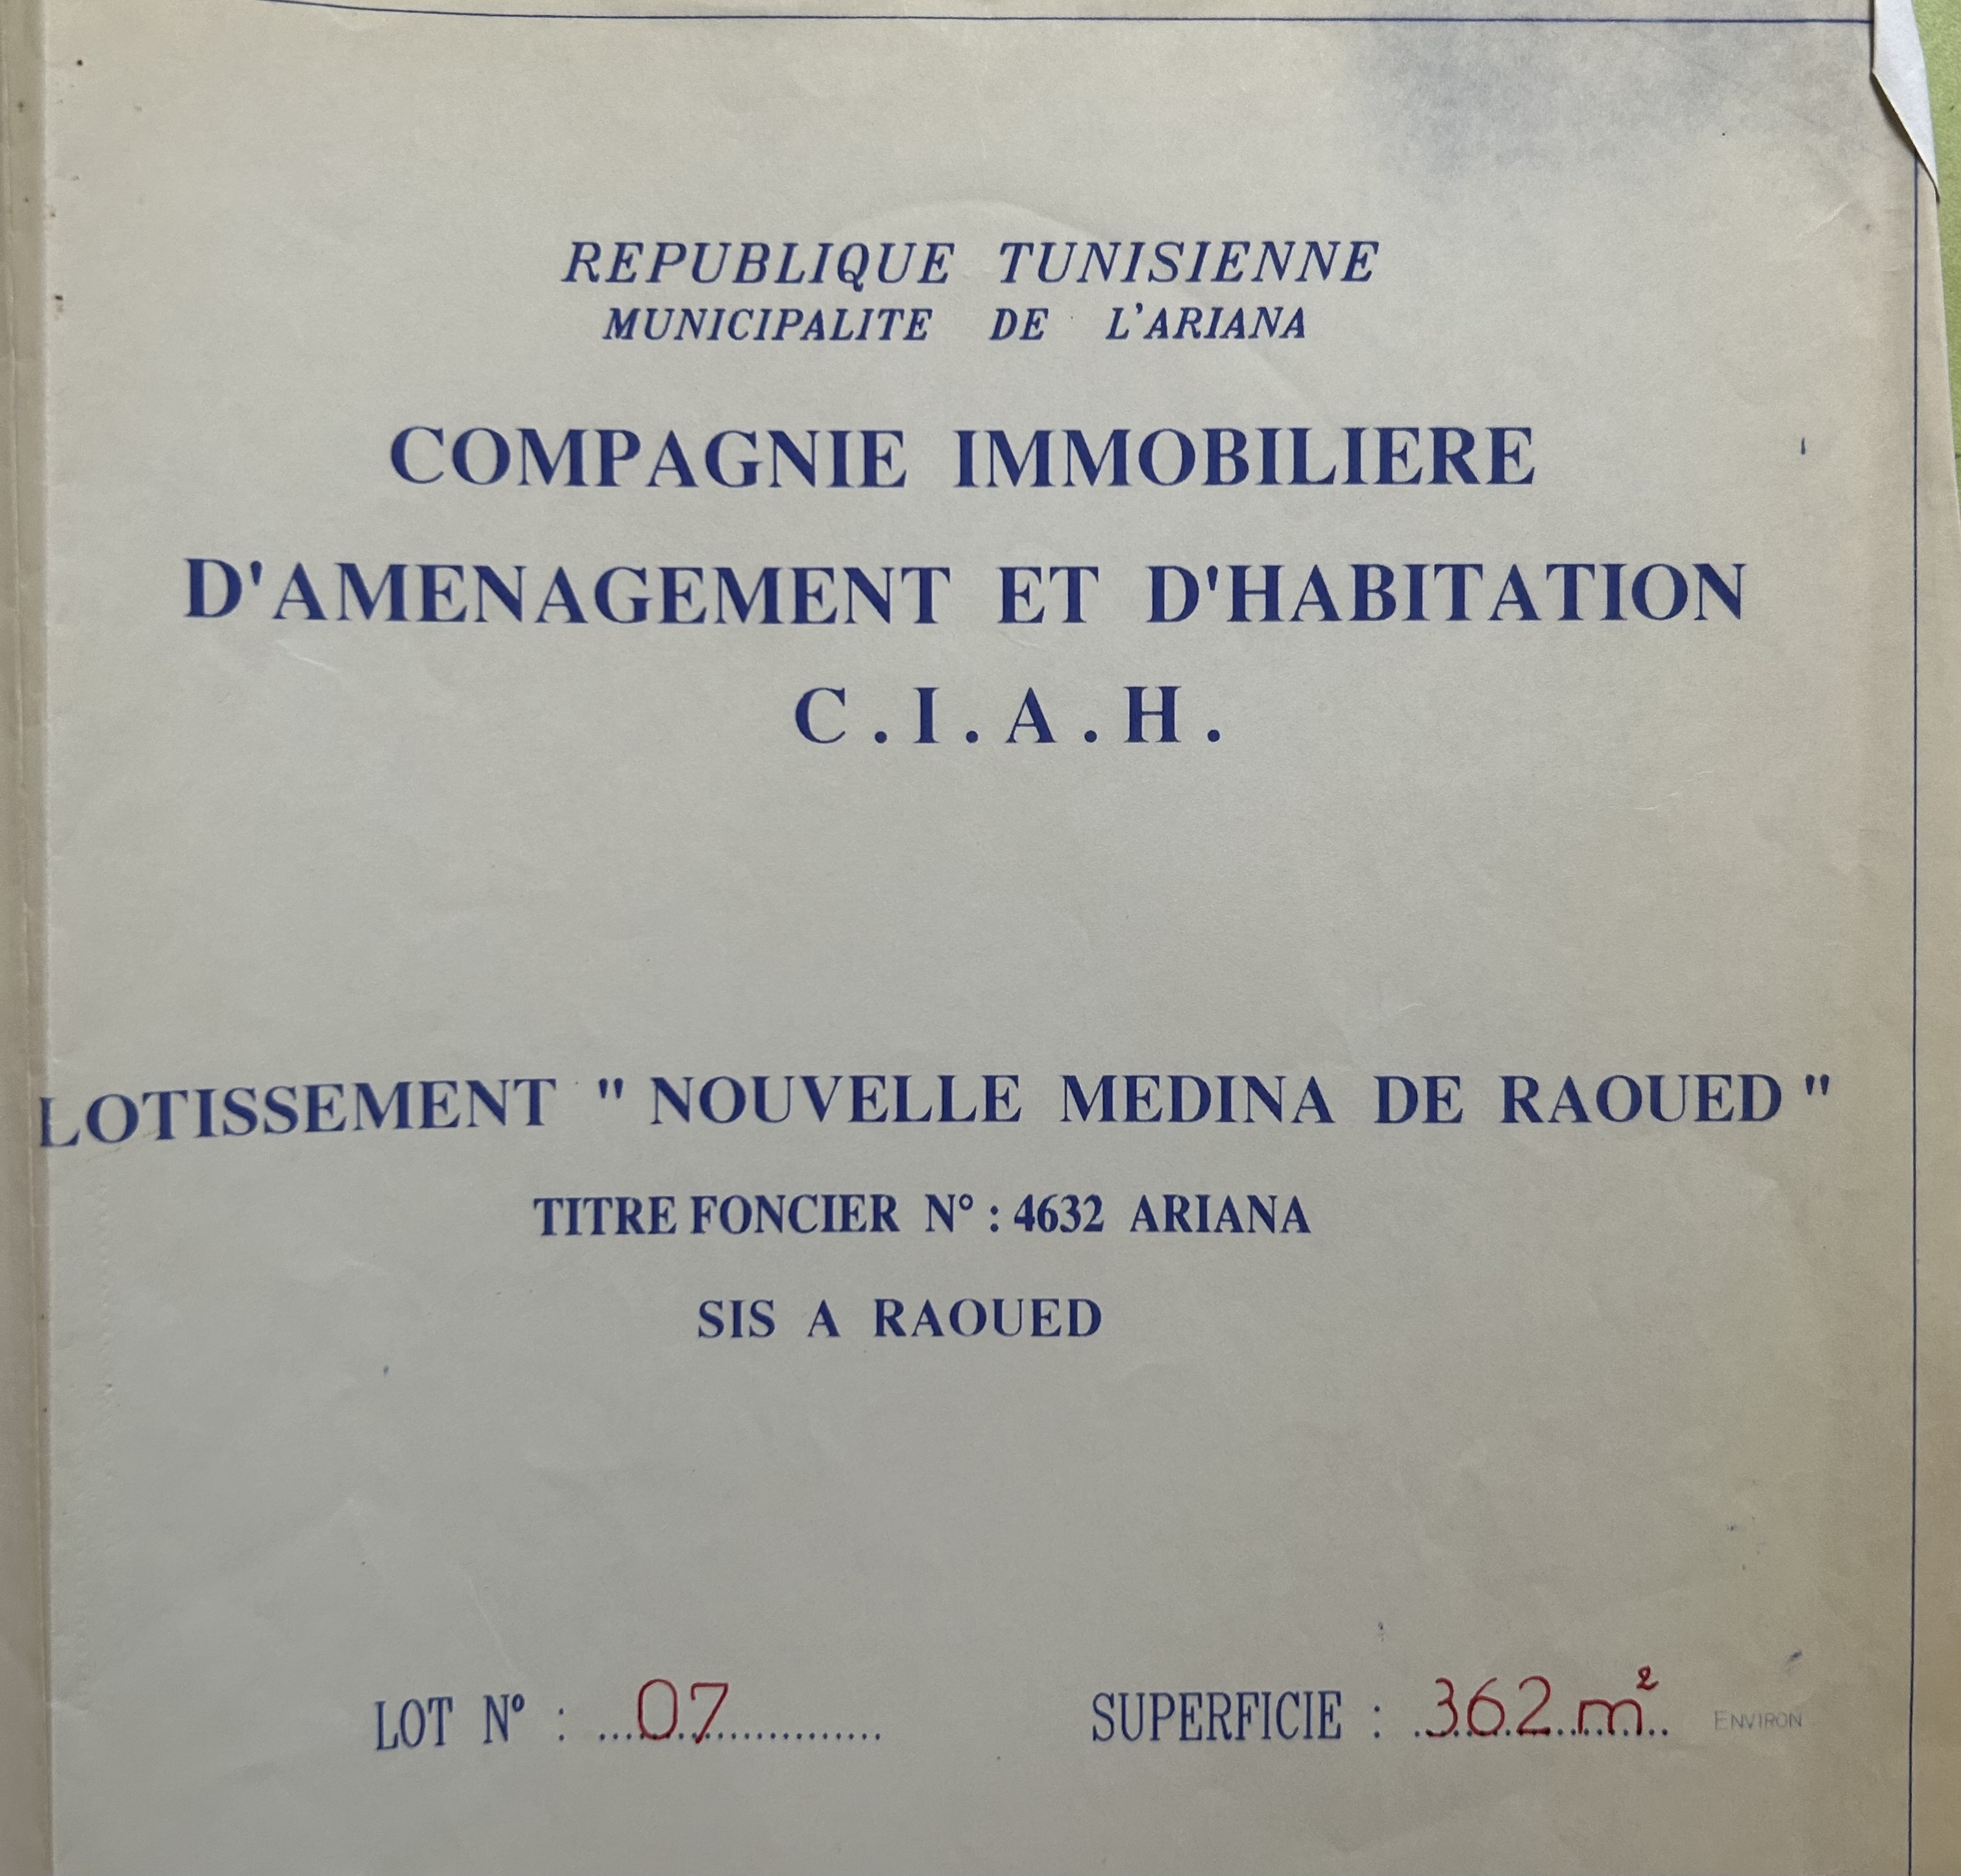 REPUBLIQUE TUNISIENNE
MUNICIPALITE DE L'ARIANA
COMPAGNIE IMMOBILIERE
D'AMENAGEMENT ET D'HABITATION
C.I.A.H.
LOTISSEMENT " NOUVELLE MEDINA DE RAOUED "
TITRE FONCIER N° : 4632 ARIANA
SIS A RAOUED
LOT N° : ...07.............. SUPERFICIE : .362 m².. ENVIRON